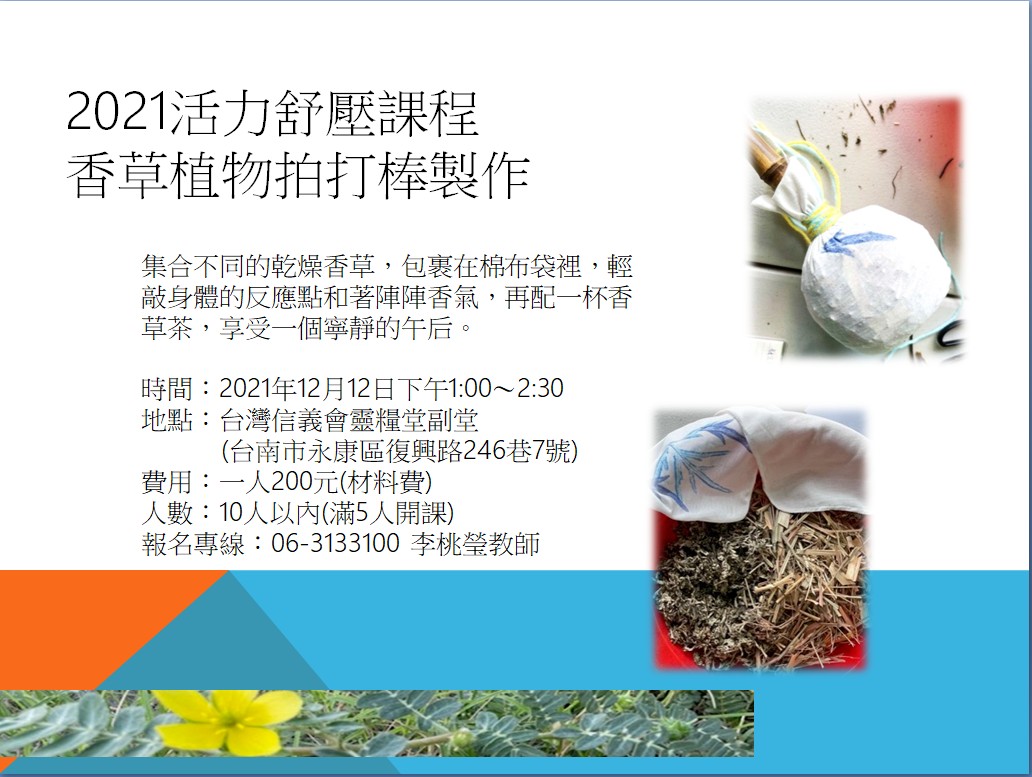 2021活力舒壓課程
香草植物拍打棒製作
集合不同的乾燥香草，包裹在棉布袋裡，輕
敲身體的反應點和著陣陣香氣，再配一杯香
草茶，享受一個寧靜的午后。
時間：2021年12月12日下午1:00～2:30
地點：台灣信義會靈糧堂副堂
(台南市永康區復興路246巷7號)
費用：一人200元(材料費)
人數：10人以內(滿5人開課)
報名專線：06-3133100 李桃瑩教師